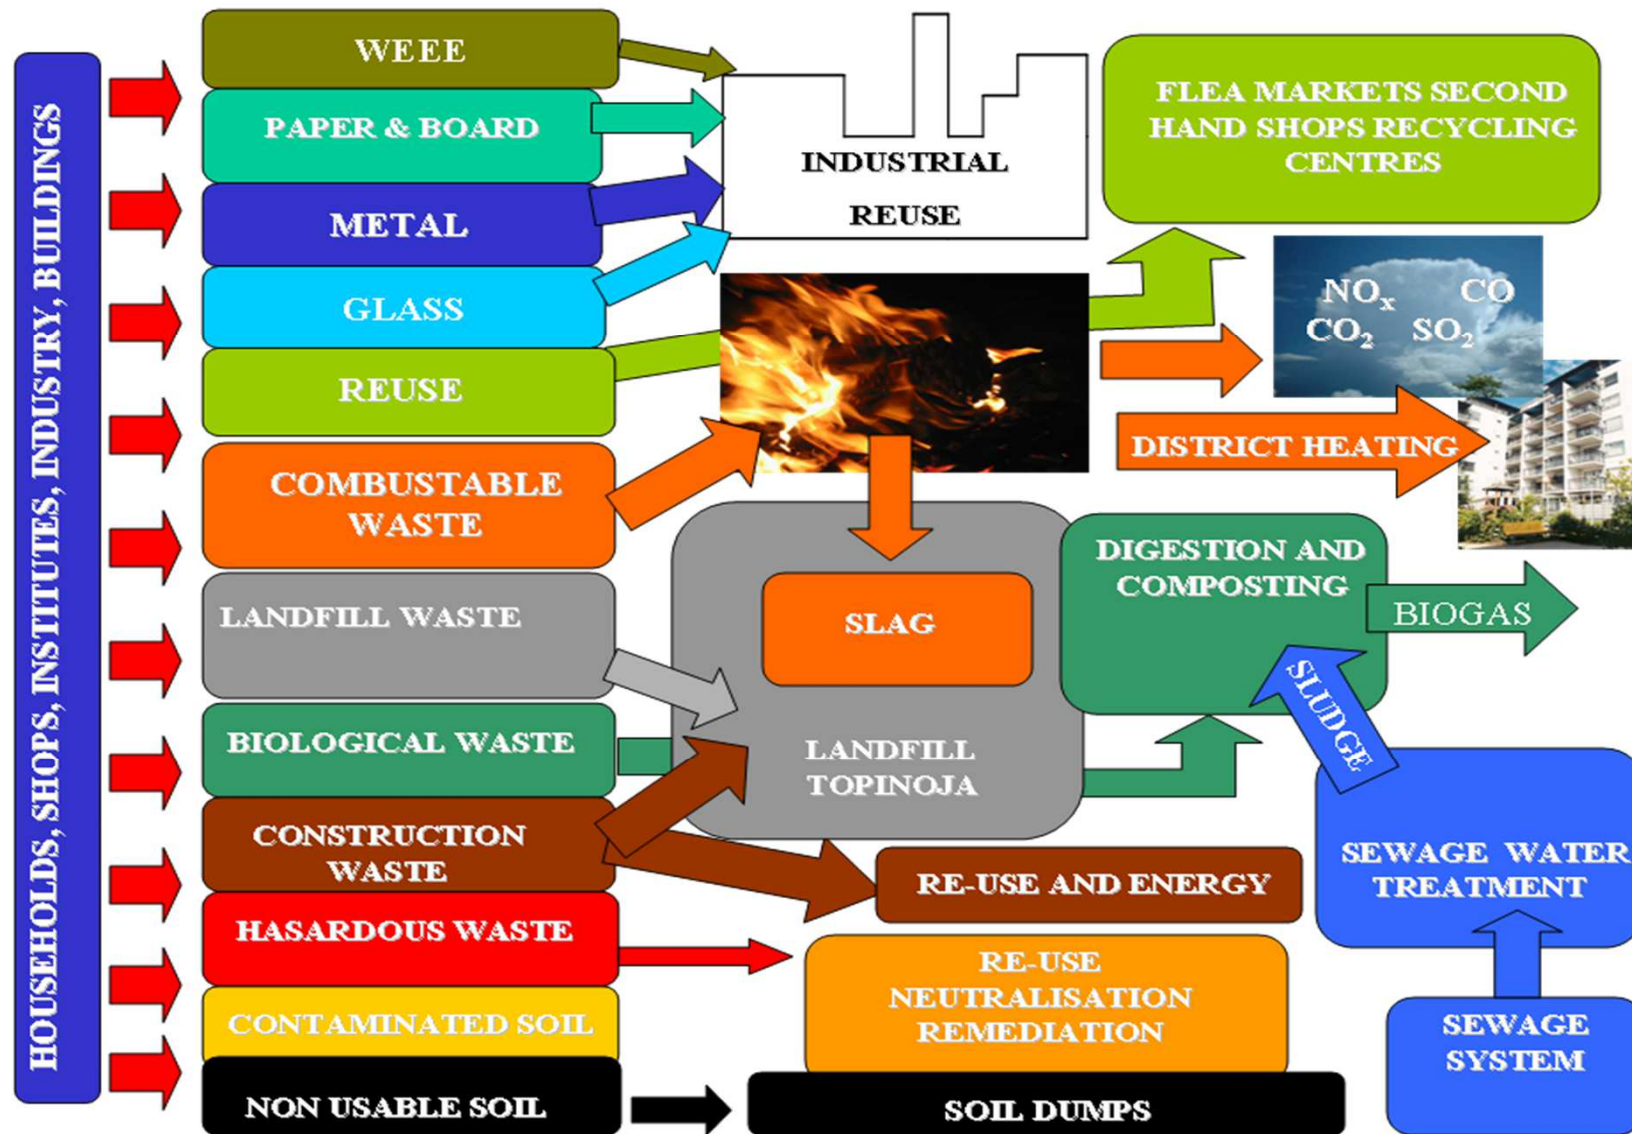 HOUSEHOLDS, SHOPS, INSTITUTES, INDUSTRY, BUILDINGS
WEEE
PAPER & BOARD
METAL
GLASS
REUSE
COMBUSTABLE
WASTE
LANDFILL WASTE
BIOLOGICAL WASTE
CONSTRUCTION
WASTE
HASARDOUS WASTE
CONTAMINATED SOIL
NON USABLE SOIL
INDUSTRIAL
REUSE
FLEA MARKETS SECOND
HAND SHOPS RECYCLING
CENTRES
NOx CO
CO2 SO2
DISTRICT HEATING
SLAG
LANDFILL
TOPINOJA
DIGESTION AND
COMPOSTING
BIOGAS
SLUDGE
SEWAGE WATER
TREATMENT
SEWAGE
SYSTEM
RE-USE AND ENERGY
RE-USE
NEUTRALISATION
REMEDIATION
SOIL DUMPS